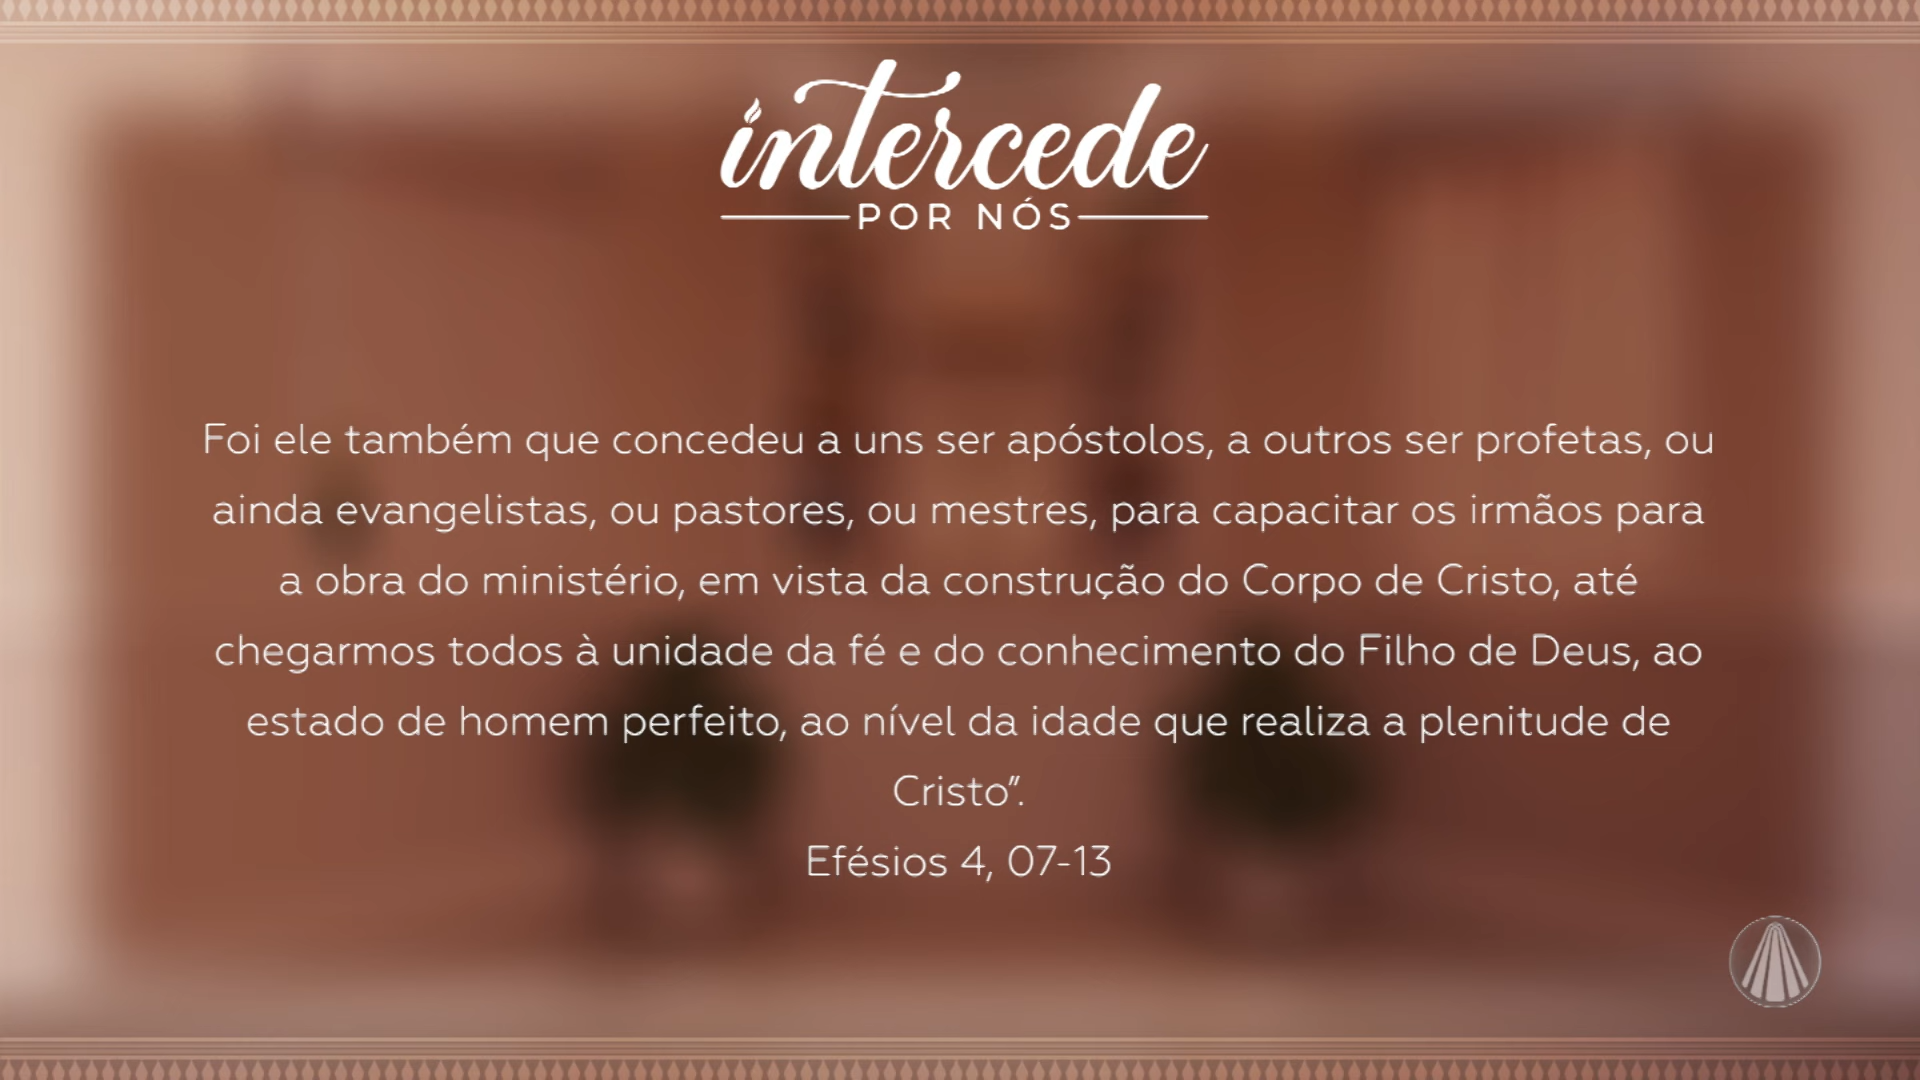 intercede
POR NÓS
Foi ele também que concedeu a uns ser apóstolos, a outros ser profetas, ou
ainda evangelistas, ou pastores, ou mestres, para capacitar os irmãos para
a obra do ministério, em vista da construção do Corpo de Cristo, até
chegarmos todos à unidade da fé e do conhecimento do Filho de Deus, ao
estado de homem perfeito, ao nível da idade que realiza a plenitude de
Cristo”.
Efésios 4, 07-13